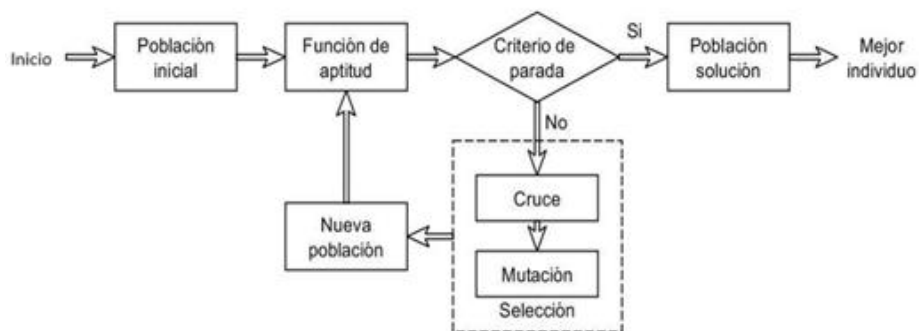 Inicio
Población
inicial
Función de
aptitud
Criterio de
parada
Si
Población
solución
Mejor
individuo
No
Cruce
Mutación
Selección
Nueva
población